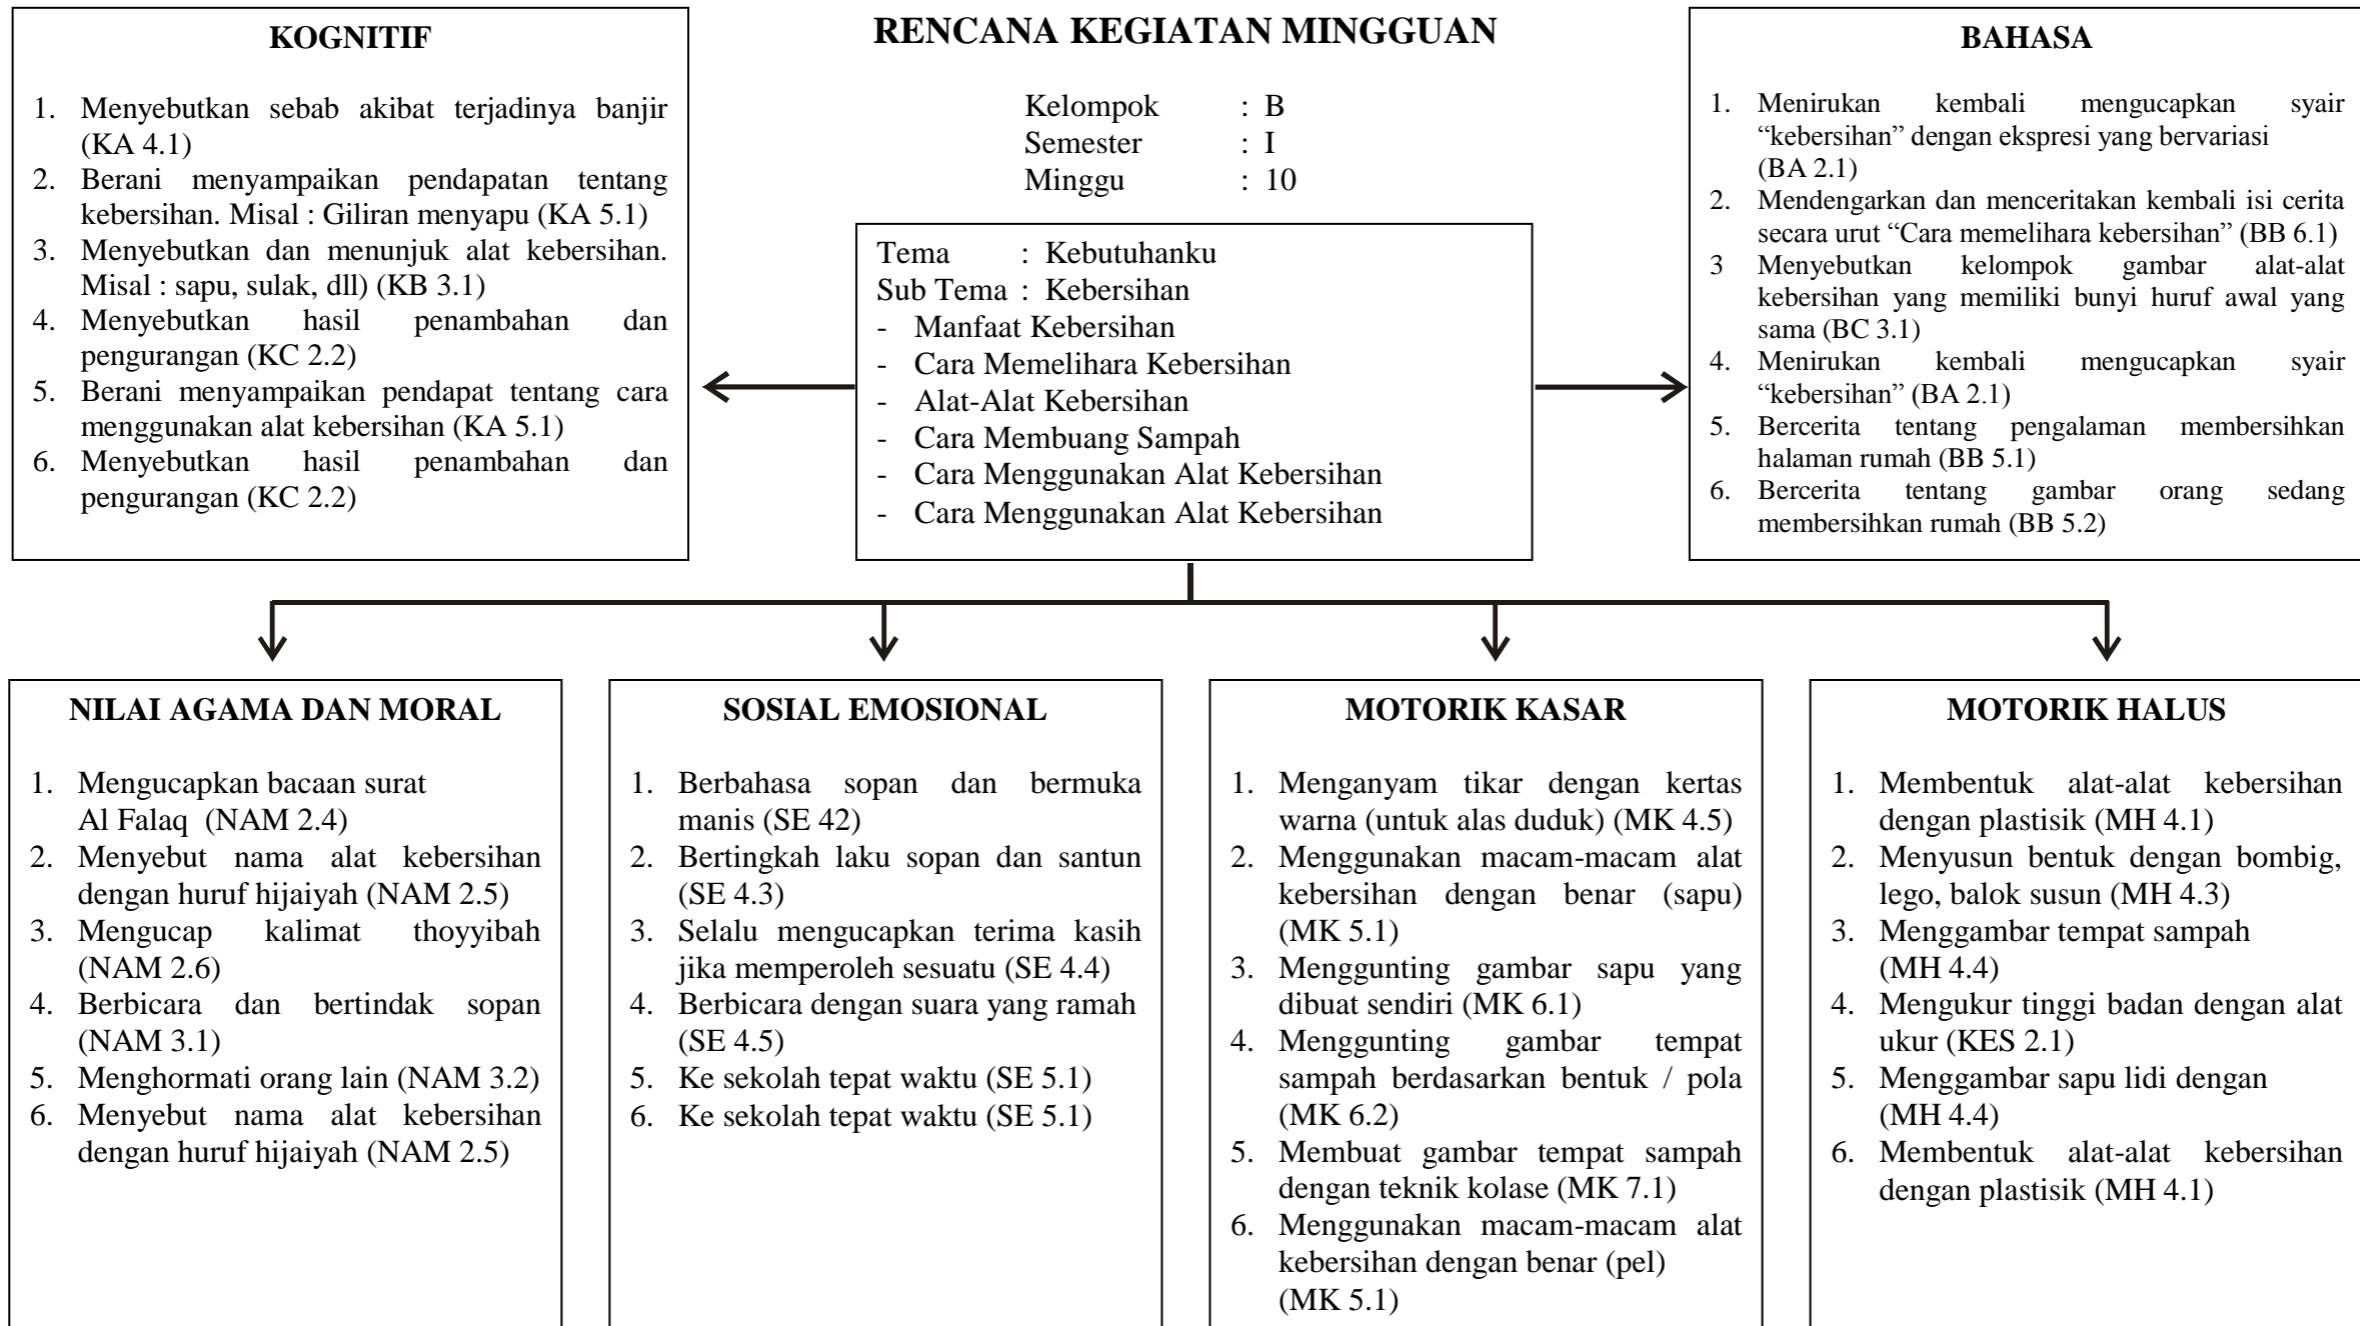 RENCANA KEGIATAN MINGGUAN
Kelompok : B
Semester : I
Minggu : 10
KOGNITIF
1. Menyebutkan sebab akibat terjadinya banjir
(KA 4.1)
2. Berani menyampaikan pendapatan tentang
kebersihan. Misal : Giliran menyapu (KA 5.1)
3. Menyebutkan dan menunjuk alat kebersihan.
Misal : sapu, sulak, dll) (KB 3.1)
4. Menyebutkan hasil penambahan dan
pengurangan (KC 2.2)
5. Berani menyampaikan pendapat tentang cara
menggunakan alat kebersihan (KA 5.1)
6. Menyebutkan hasil penambahan dan
pengurangan (KC 2.2)
Tema : Kebutuhanku
Sub Tema : Kebersihan
- Manfaat Kebersihan
- Cara Memelihara Kebersihan
- Alat-Alat Kebersihan
- Cara Membuang Sampah
- Cara Menggunakan Alat Kebersihan
- Cara Menggunakan Alat Kebersihan
BAHASA
1. Menirukan kembali mengucapkan syair
“kebersihan” dengan ekspresi yang bervariasi
(BA 2.1)
2. Mendengarkan dan menceritakan kembali isi cerita
secara urut “Cara memelihara kebersihan” (BB 6.1)
3 Menyebutkan kelompok gambar alat-alat
kebersihan yang memiliki bunyi huruf awal yang
sama (BC 3.1)
4. Menirukan kembali mengucapkan syair
“kebersihan” (BA 2.1)
5. Bercerita tentang pengalaman membersihkan
halaman rumah (BB 5.1)
6. Bercerita tentang gambar orang sedang
membersihkan rumah (BB 5.2)
NILAI AGAMA DAN MORAL
1. Mengucapkan bacaan surat
Al Falaq (NAM 2.4)
2. Menyebut nama alat kebersihan
dengan huruf hijaiyah (NAM 2.5)
3. Mengucap kalimat thoyyibah
(NAM 2.6)
4. Berbicara dan bertindak sopan
(NAM 3.1)
5. Menghormati orang lain (NAM 3.2)
6. Menyebut nama alat kebersihan
dengan huruf hijaiyah (NAM 2.5)
SOSIAL EMOSIONAL
1. Berbahasa sopan dan bermuka
manis (SE 42)
2. Bertingkah laku sopan dan santun
(SE 4.3)
3. Selalu mengucapkan terima kasih
jika memperoleh sesuatu (SE 4.4)
4. Berbicara dengan suara yang ramah
(SE 4.5)
5. Ke sekolah tepat waktu (SE 5.1)
6. Ke sekolah tepat waktu (SE 5.1)
MOTORIK KASAR
1. Menganyam tikar dengan kertas
warna (untuk alas duduk) (MK 4.5)
2. Menggunakan macam-macam alat
kebersihan dengan benar (sapu)
(MK 5.1)
3. Menggunting gambar sapu yang
dibuat sendiri (MK 6.1)
4. Menggunting gambar tempat
sampah berdasarkan bentuk / pola
(MK 6.2)
5. Membuat gambar tempat sampah
dengan teknik kolase (MK 7.1)
6. Menggunakan macam-macam alat
kebersihan dengan benar (pel)
(MK 5.1)
MOTORIK HALUS
1. Membentuk alat-alat kebersihan
dengan plastisik (MH 4.1)
2. Menyusun bentuk dengan bombig,
lego, balok susun (MH 4.3)
3. Menggambar tempat sampah
(MH 4.4)
4. Mengukur tinggi badan dengan alat
ukur (KES 2.1)
5. Menggambar sapu lidi dengan
(MH 4.4)
6. Membentuk alat-alat kebersihan
dengan plastisik (MH 4.1)